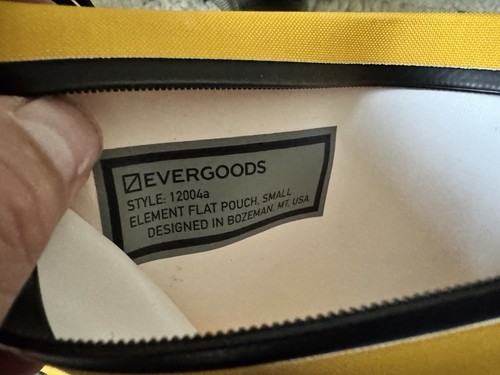 EVERGOODS
STYLE: 12004a
ELEMENT FLAT POUCH, SMALL
DESIGNED IN BOZEMAN, MT, USA